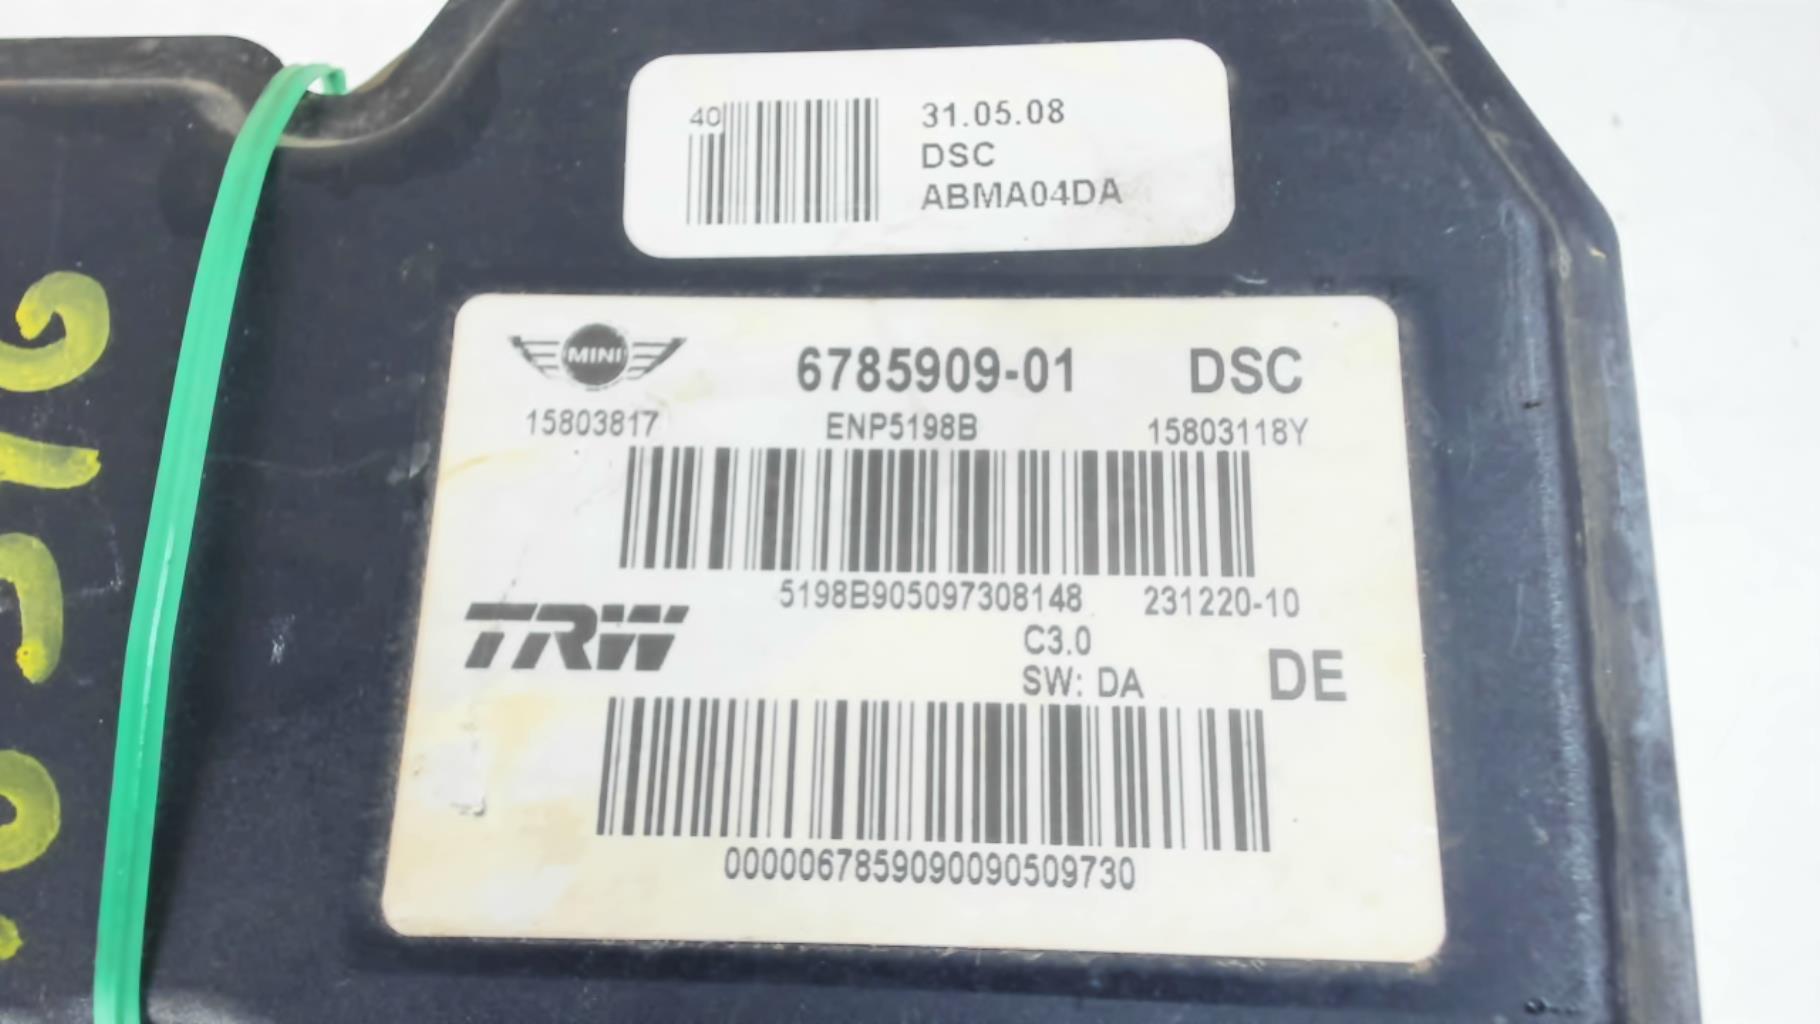 40
31.05.08
DSC
ABMA04DA
MINI
6785909-01 DSC
15803817 ENP5198B 15803118Y
5198B905097308148 231220-10
TRW
C3.0
SW: DA
DE
0000067859090090509730